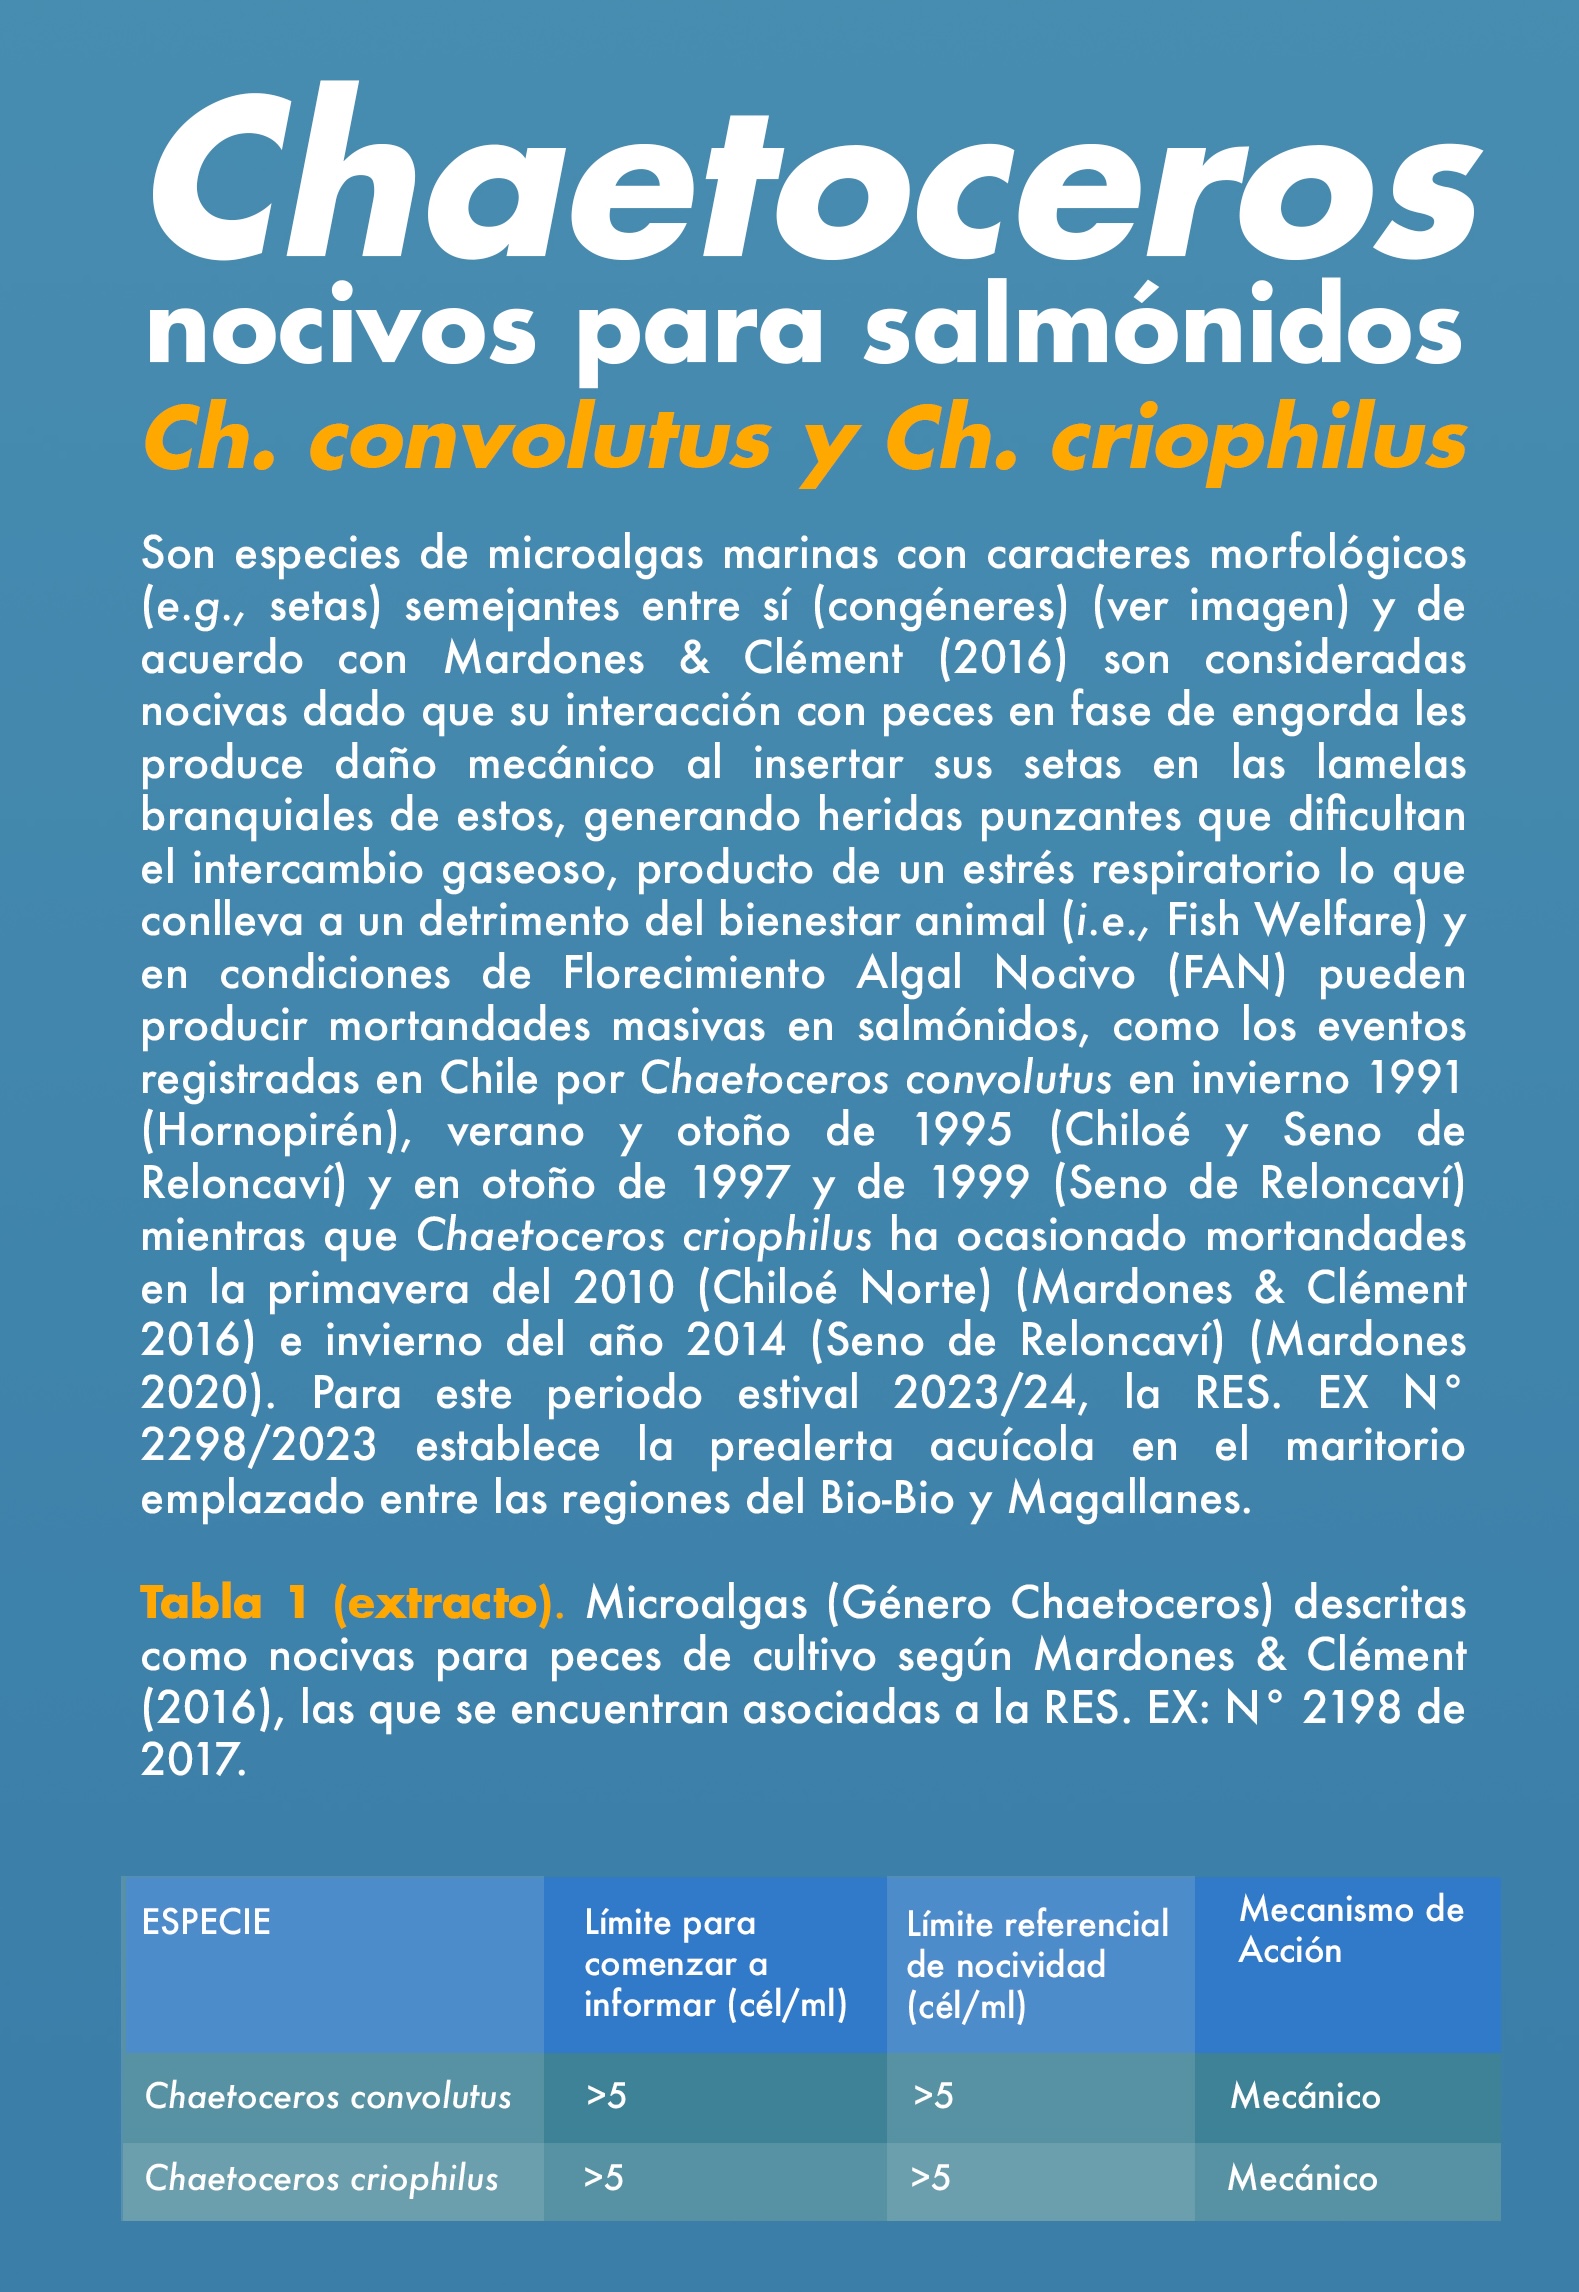 Chaetoceros
nocivos para salmónidos
Ch. convolutus y Ch. criophilus
Son especies de microalgas marinas con caracteres morfológicos
(e.g., setas) semejantes entre sí (congéneres) (ver imagen) y de
acuerdo con Mardones & Clément (2016) son consideradas
nocivas dado que su interacción con peces en fase de engorda les
produce daño mecánico al insertar sus setas en las lamelas
branquiales de estos, generando heridas punzantes que dificultan
el intercambio gaseoso, producto de un estrés respiratorio lo que
conlleva a un detrimento del bienestar animal (i.e., Fish Welfare) y
en condiciones de Florecimiento Algal Nocivo (FAN) pueden
producir mortandades masivas en salmónidos, como los eventos
registradas en Chile por Chaetoceros convolutus en invierno 1991
(Hornopirén), verano y otoño de 1995 (Chiloé y Seno de
Reloncaví) y en otoño de 1997 y de 1999 (Seno de Reloncaví)
mientras que Chaetoceros criophilus ha ocasionado mortandades
en la primavera del 2010 (Chiloé Norte) (Mardones & Clément
2016) e invierno del año 2014 (Seno de Reloncaví) (Mardones
2020). Para este periodo estival 2023/24, la RES. EX N°
2298/2023 establece la prealerta acuícola en el maritorio
emplazado entre las regiones del Bio-Bio y Magallanes.
Tabla 1 (extracto). Microalgas (Género Chaetoceros) descritas
como nocivas para peces de cultivo según Mardones & Clément
(2016), las que se encuentran asociadas a la RES. EX: N° 2198 de
2017.
ESPECIE
Límite para
comenzar a
informar (cél/ml)
Límite referencial
de nocividad
(cél/ml)
Mecanismo de
Acción
Chaetoceros convolutus >5 >5 Mecánico
Chaetoceros criophilus >5 >5 Mecánico